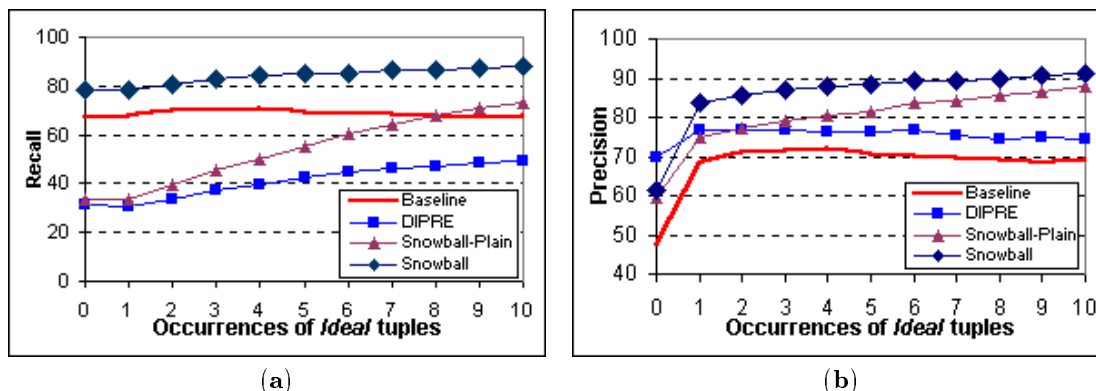 100
80
60
40
20
0
Recall
0 1 2 3 4 5 6 7 8 9 10
Occurrences of Ideal tuples
Baseline
DIPRE
Snowball-Plain
Snowball
(a)
100
90
80
70
60
50
40
Precision
0 1 2 3 4 5 6 7 8 9 10
Occurrences of Ideal tuples
Baseline
DIPRE
Snowball-Plain
Snowball
(b)